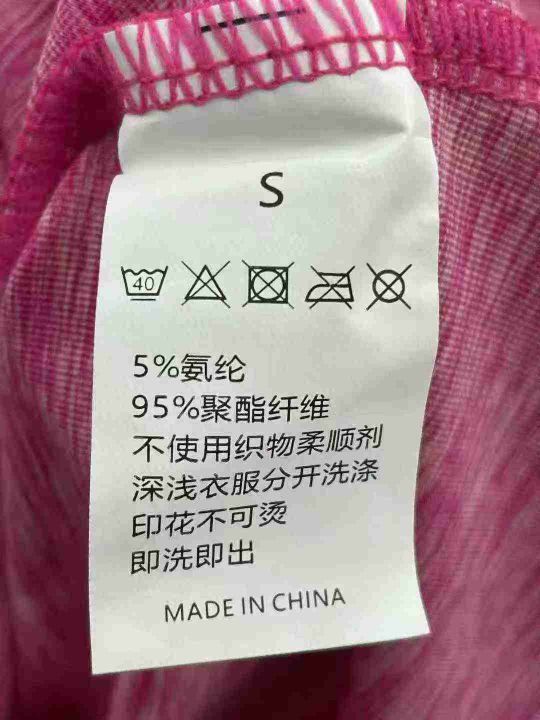 S
40
5%氨纶
95%聚酯纤维
不使用织物柔顺剂
深浅衣服分开洗涤
印花不可烫
即洗即出
MADE IN CHINA